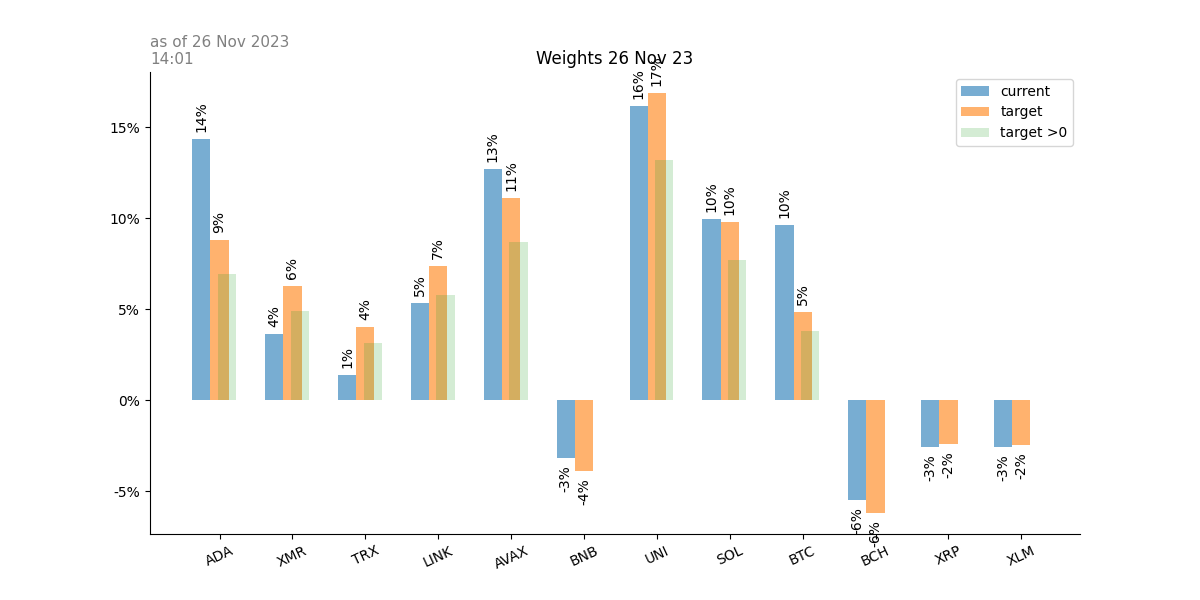 as of 26 Nov 2023
14:01
Weights 26 Nov 23
current
target
target >0
15%
10%
5%
0%
-5%
14%
9%
4%
6%
1%
4%
5%
7%
13%
11%
-3%
-4%
16%
17%
10%
10%
10%
5%
-6%
-6%
-3%
-2%
-3%
-2%
ADA
XMR
TRX
LINK
AVAX
BNB
UNI
SOL
BTC
BCH
XRP
XLM